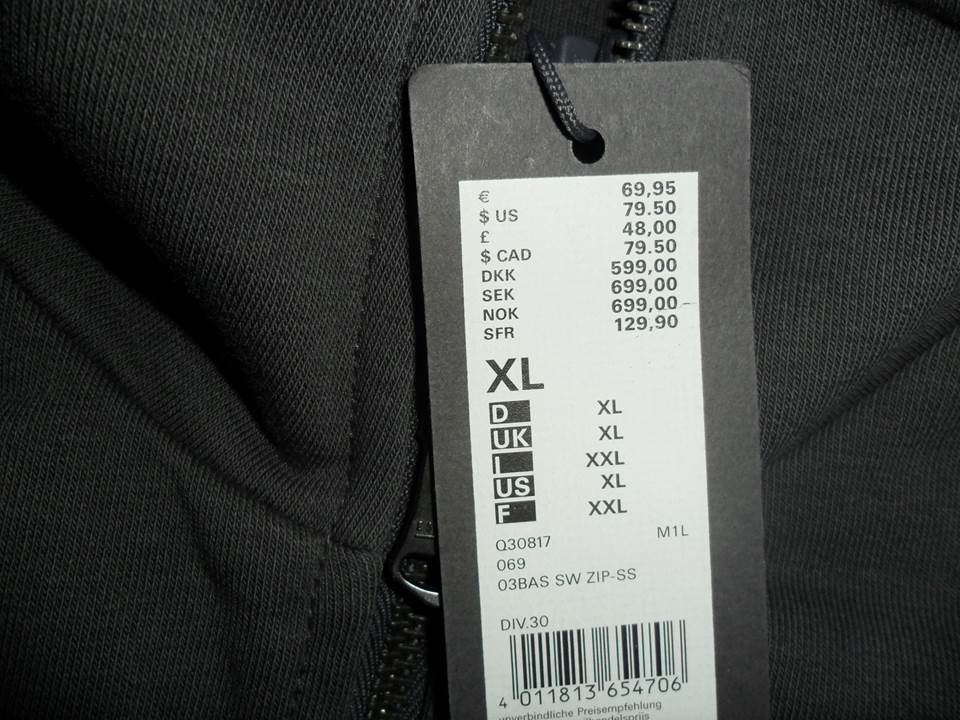 € 69,95
$ US 79.50
£ 48,00
$ CAD 79.50
DKK 599,00
SEK 699,00
NOK 699,00
SFR 129,90
XL
D XL
UK XL
I XXL
US XL
F XXL
Q30817 M1L
069
03BAS SW ZIP-SS
DIV.30
4 011813 654706
unverbindliche Preisempfehlung